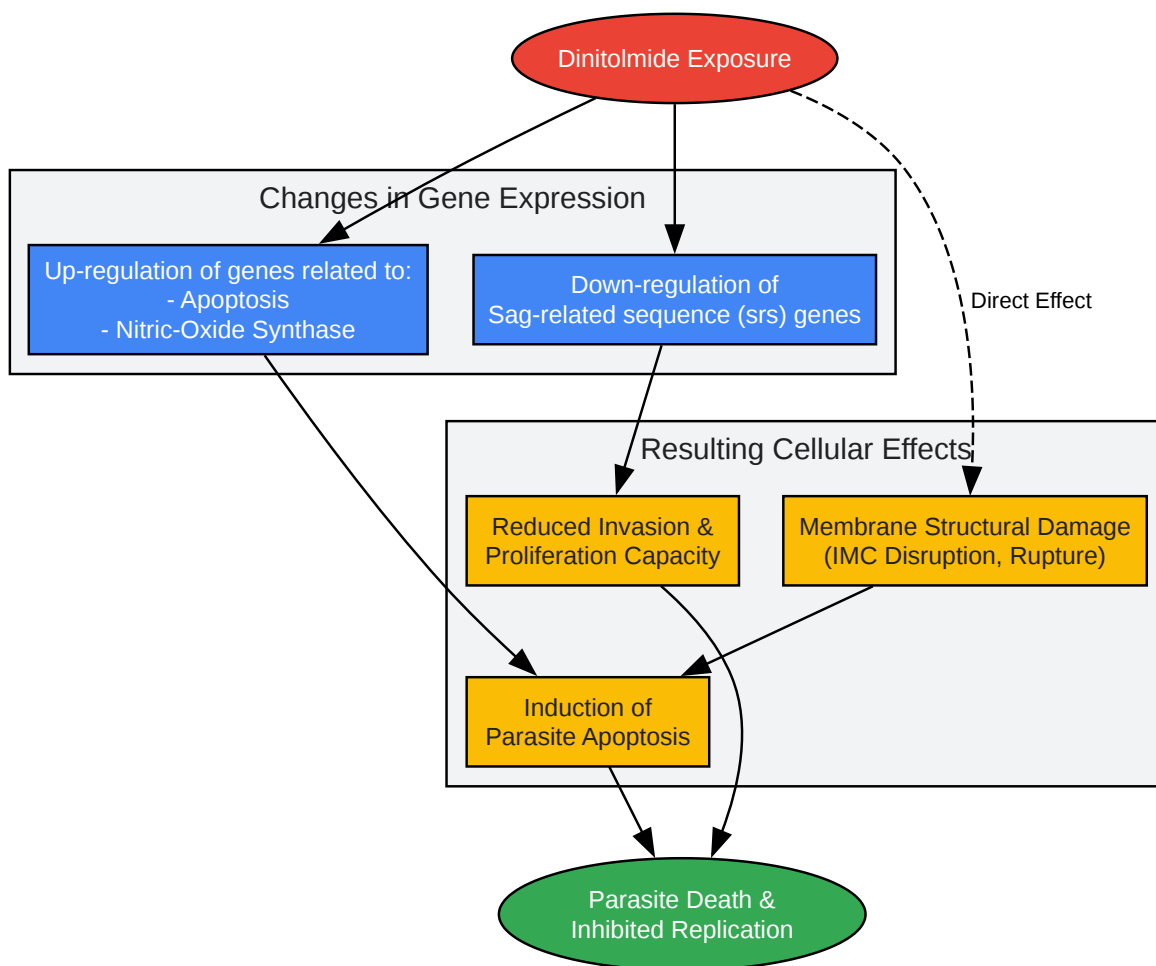 Dinitolmide Exposure
Changes in Gene Expression
Up-regulation of genes related to:
- Apoptosis
- Nitric-Oxide Synthase
Down-regulation of
Sag-related sequence (srs) genes
Direct Effect
Resulting Cellular Effects
Reduced Invasion &
Proliferation Capacity
Membrane Structural Damage
(IMC Disruption, Rupture)
Induction of
Parasite Apoptosis
Parasite Death &
Inhibited Replication